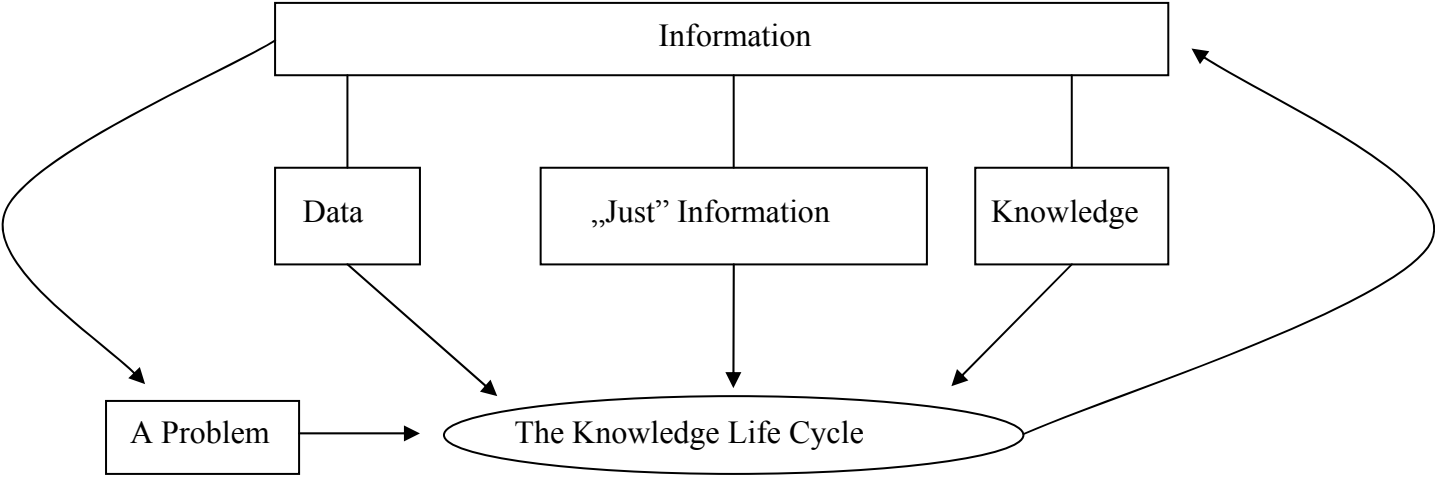 Information
Data
„Just” Information
Knowledge
A Problem
The Knowledge Life Cycle